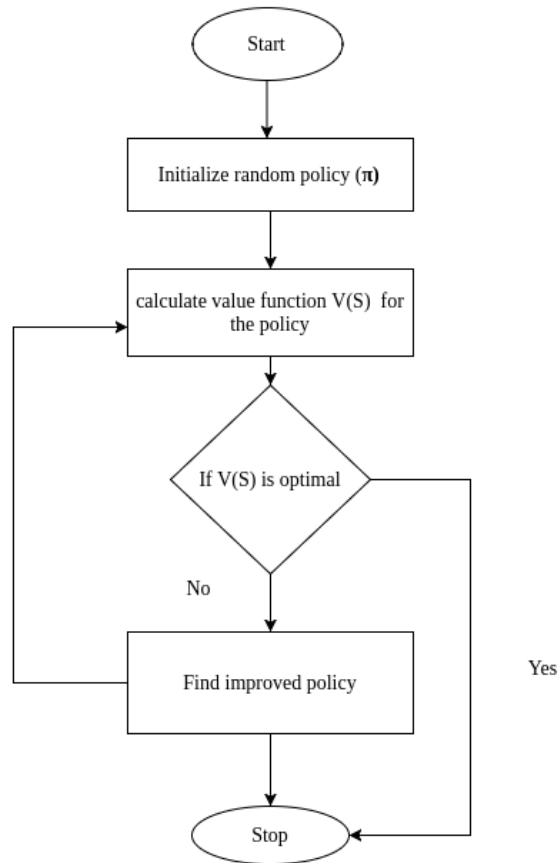 Start
Initialize random policy (π)
calculate value function V(S) for
the policy
If V(S) is optimal
No
Find improved policy
Yes
Stop